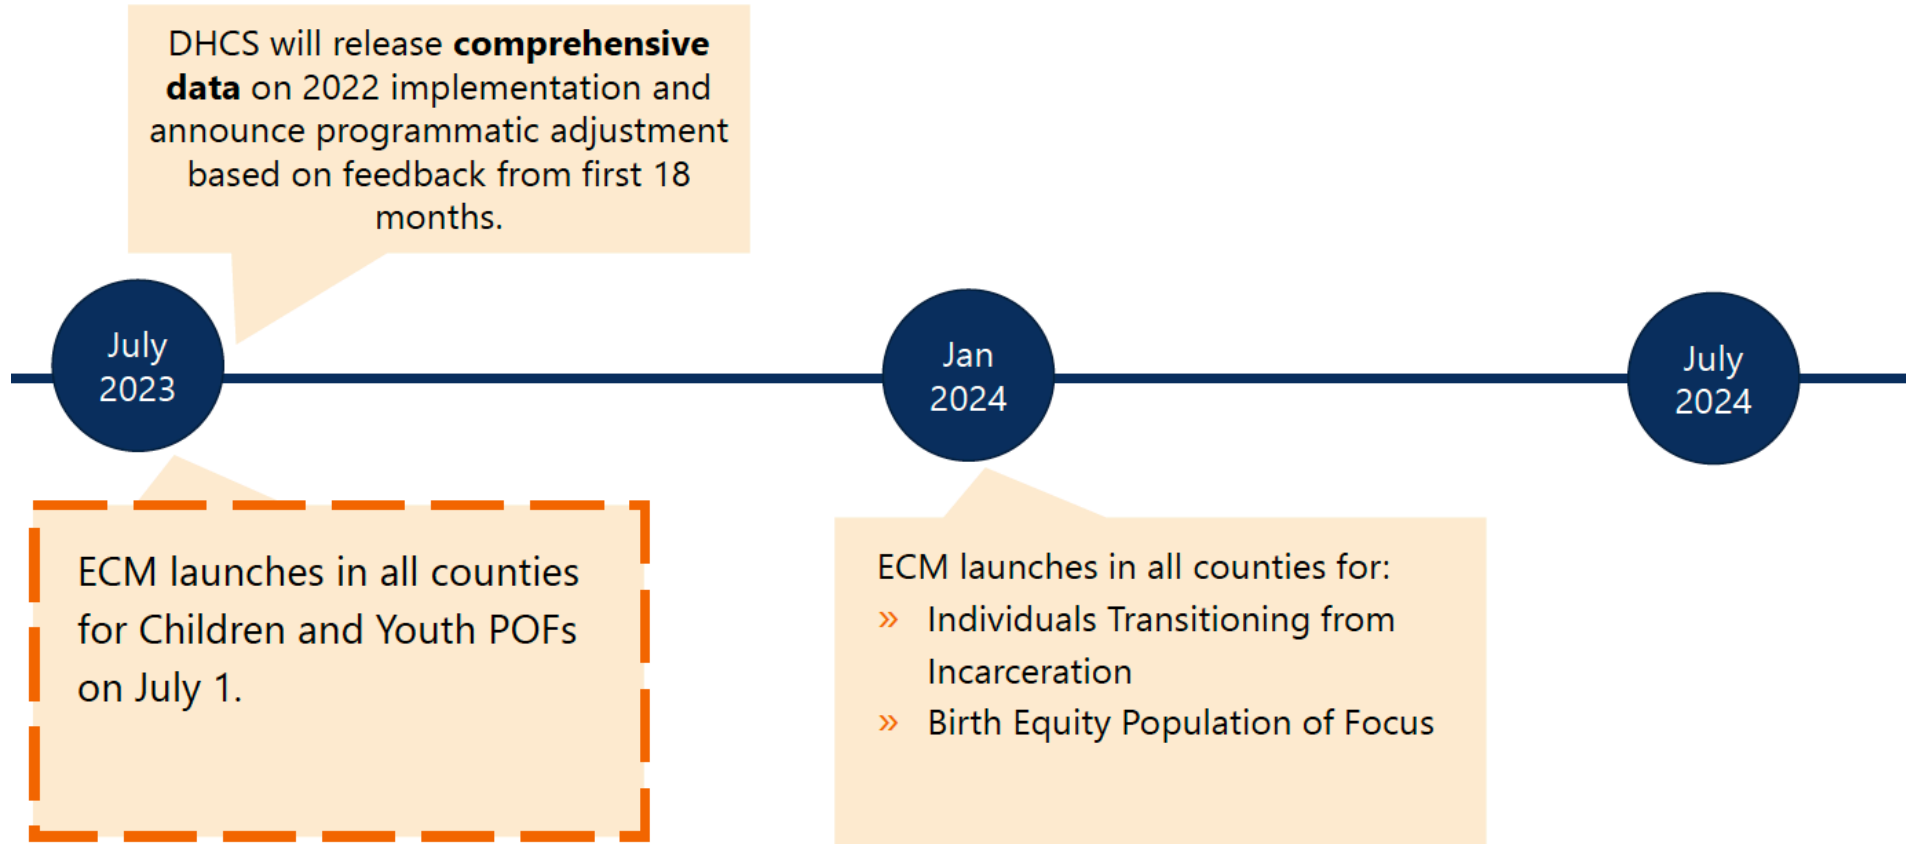 DHCS will release comprehensive
data on 2022 implementation and
announce programmatic adjustment
based on feedback from first 18
months.
July
2023
Jan
2024
July
2024
ECM launches in all counties
for Children and Youth POFs
on July 1.
ECM launches in all counties for:
» Individuals Transitioning from
Incarceration
» Birth Equity Population of Focus